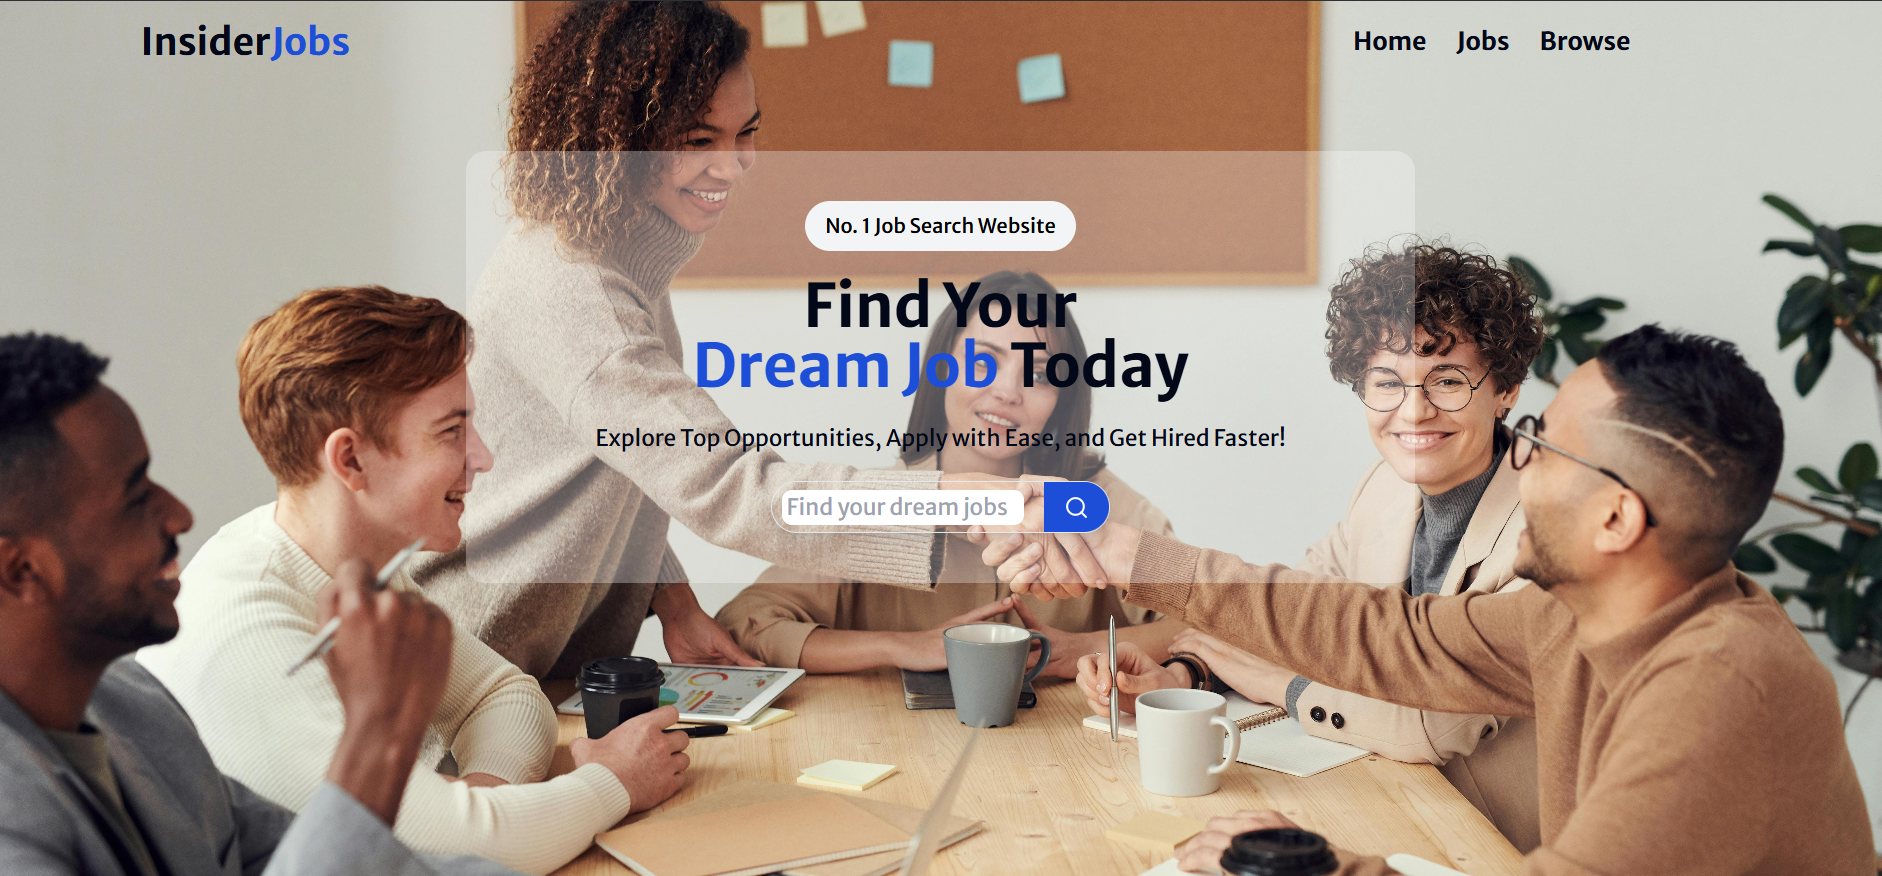 InsiderJobs
Home Jobs Browse
No. 1 Job Search Website
Find Your
Dream Job Today
Explore Top Opportunities, Apply with Ease, and Get Hired Faster!
Find your dream jobs